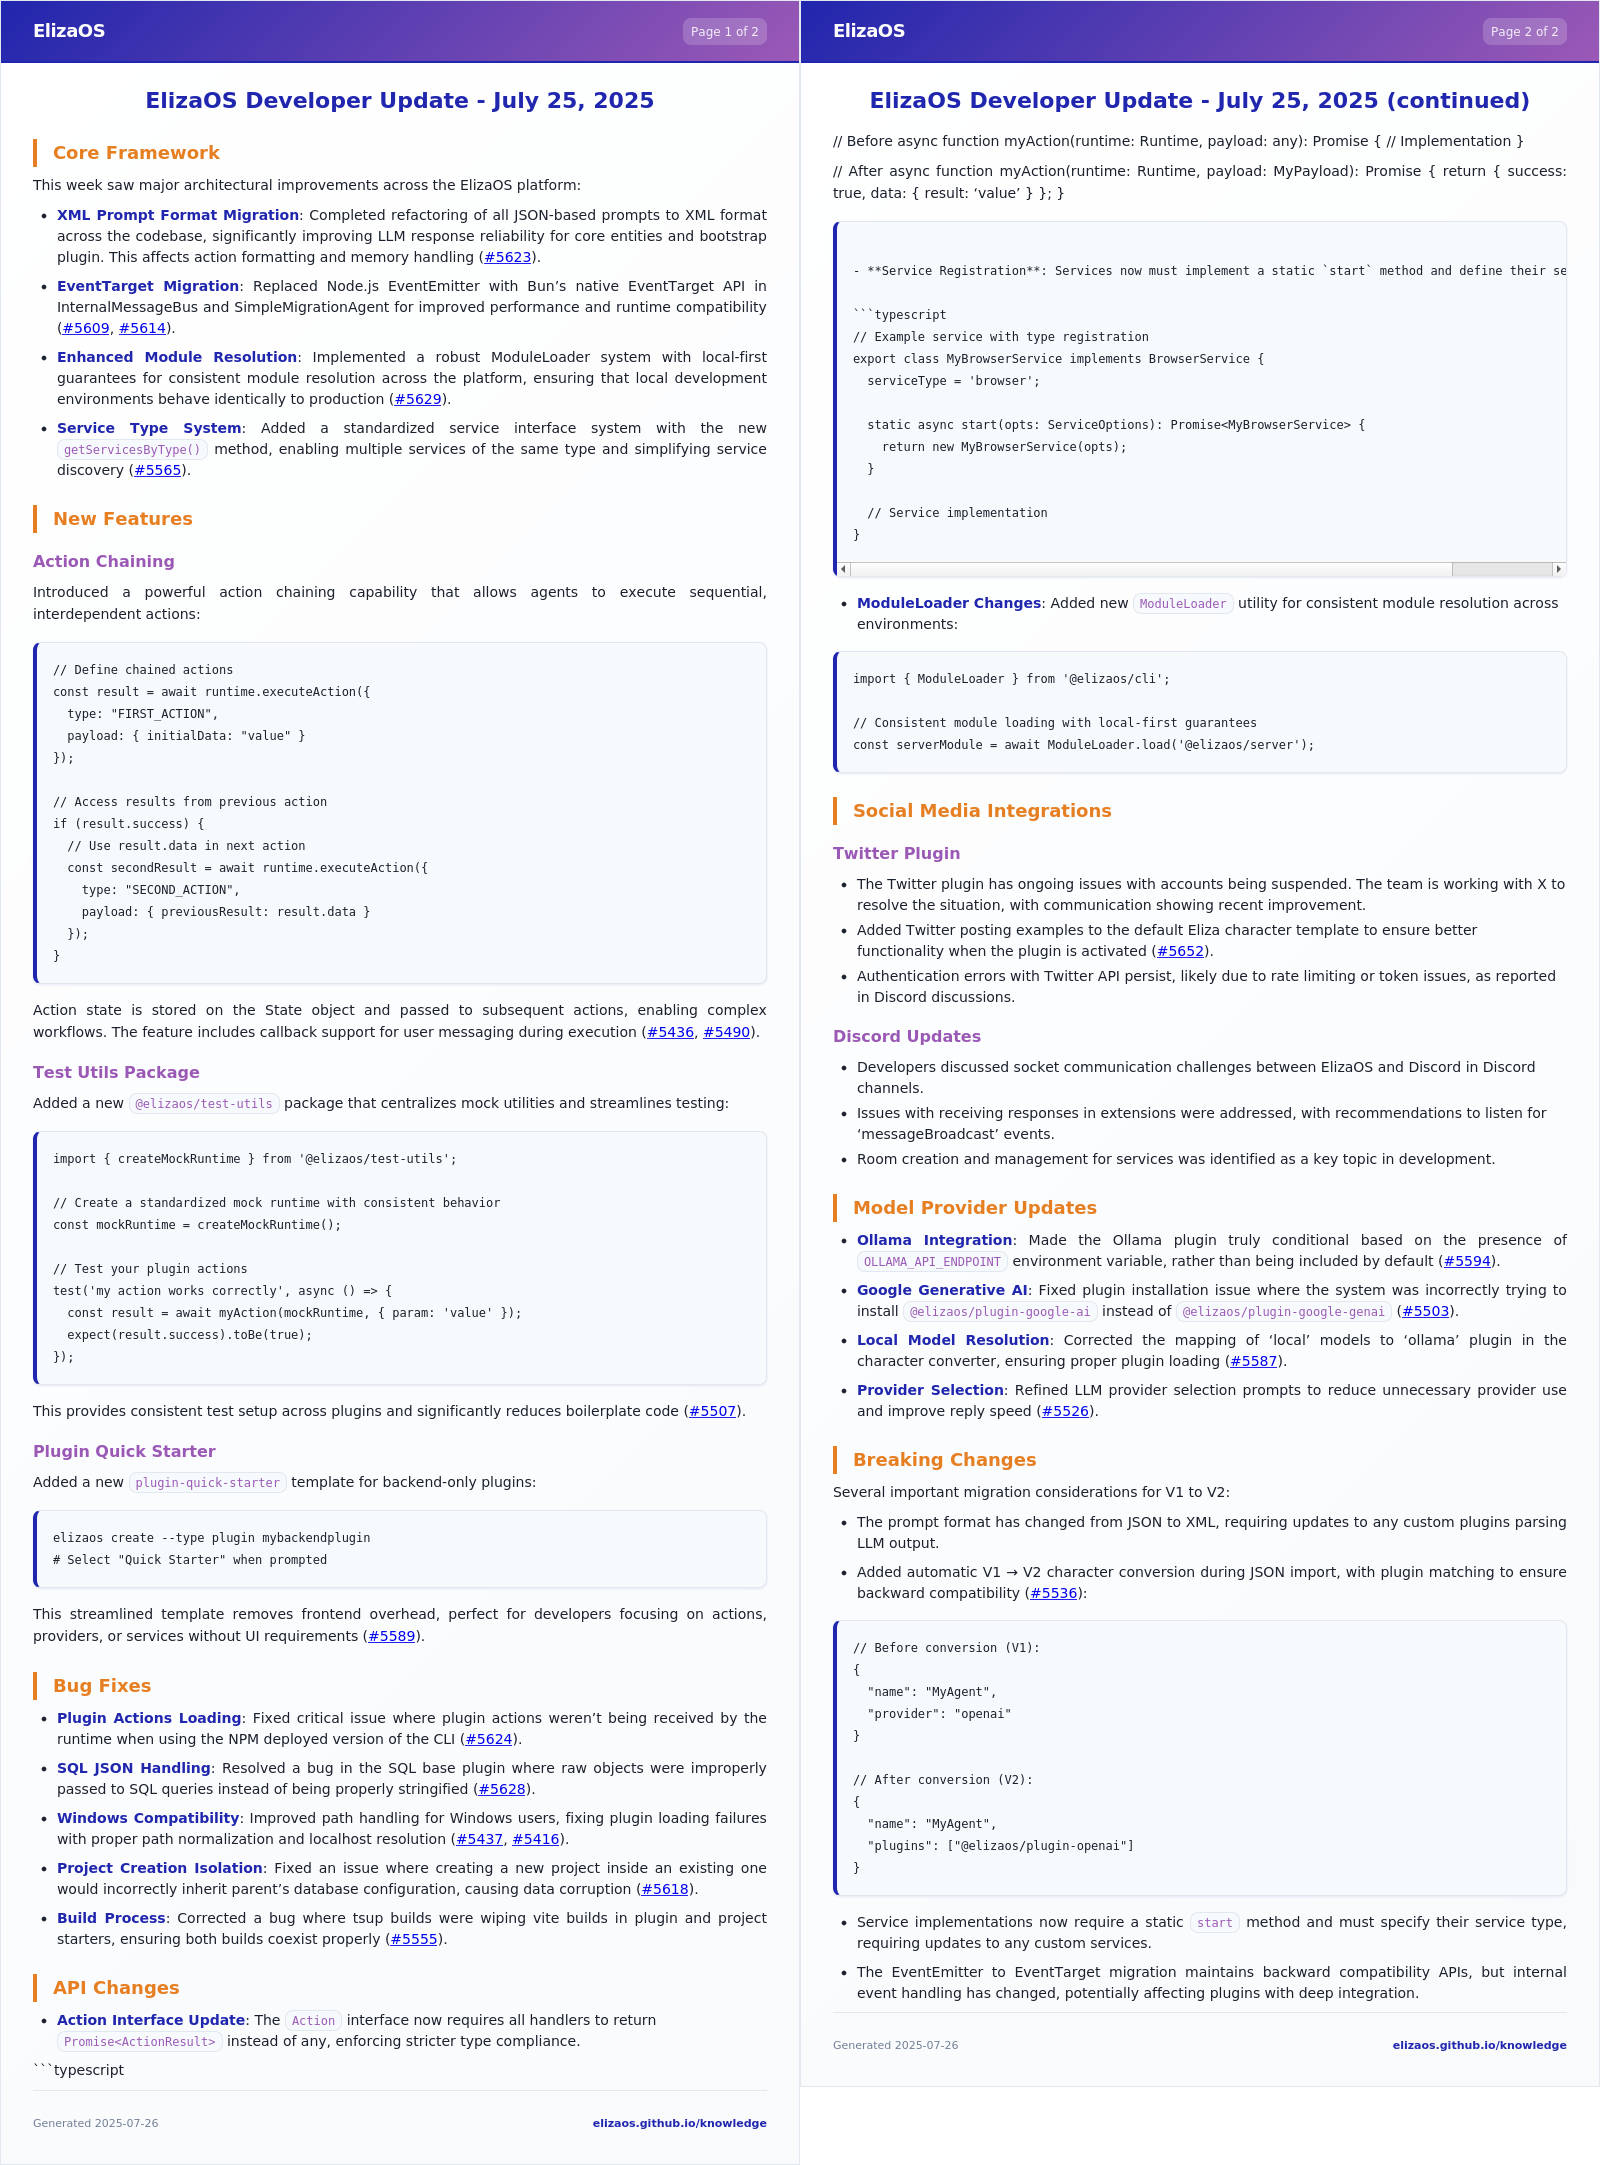 ElizaOS
Page 1 of 2
ElizaOS Developer Update - July 25, 2025
Core Framework
This week saw major architectural improvements across the ElizaOS platform:
• XML Prompt Format Migration: Completed refactoring of all JSON-based prompts to XML format
across the codebase, significantly improving LLM response reliability for core entities and bootstrap
plugin. This affects action formatting and memory handling (#5623).
• EventTarget Migration: Replaced Node.js EventEmitter with Bun’s native EventTarget API in
InternalMessageBus and SimpleMigrationAgent for improved performance and runtime compatibility
(#5609, #5614).
• Enhanced Module Resolution: Implemented a robust ModuleLoader system with local-first
guarantees for consistent module resolution across the platform, ensuring that local development
environments behave identically to production (#5629).
• Service Type System: Added a standardized service interface system with the new
getServicesByType() method, enabling multiple services of the same type and simplifying service
discovery (#5565).
New Features
Action Chaining
Introduced a powerful action chaining capability that allows agents to execute sequential,
interdependent actions:
// Define chained actions
const result = await runtime.executeAction({
  type: "FIRST_ACTION",
  payload: { initialData: "value" }
});
// Access results from previous action
if (result.success) {
  // Use result.data in next action
  const secondResult = await runtime.executeAction({
    type: "SECOND_ACTION",
    payload: { previousResult: result.data }
  });
}
Action state is stored on the State object and passed to subsequent actions, enabling complex
workflows. The feature includes callback support for user messaging during execution (#5436, #5490).
Test Utils Package
Added a new @elizaos/test-utils package that centralizes mock utilities and streamlines testing:
import { createMockRuntime } from '@elizaos/test-utils';
// Create a standardized mock runtime with consistent behavior
const mockRuntime = createMockRuntime();
// Test your plugin actions
test('my action works correctly', async () => {
  const result = await myAction(mockRuntime, { param: 'value' });
  expect(result.success).toBe(true);
});
This provides consistent test setup across plugins and significantly reduces boilerplate code (#5507).
Plugin Quick Starter
Added a new plugin-quick-starter template for backend-only plugins:
elizaos create --type plugin mybackendplugin
# Select "Quick Starter" when prompted
This streamlined template removes frontend overhead, perfect for developers focusing on actions,
providers, or services without UI requirements (#5589).
Bug Fixes
• Plugin Actions Loading: Fixed critical issue where plugin actions weren’t being received by the
runtime when using the NPM deployed version of the CLI (#5624).
• SQL JSON Handling: Resolved a bug in the SQL base plugin where raw objects were improperly
passed to SQL queries instead of being properly stringified (#5628).
• Windows Compatibility: Improved path handling for Windows users, fixing plugin loading failures
with proper path normalization and localhost resolution (#5437, #5416).
• Project Creation Isolation: Fixed an issue where creating a new project inside an existing one
would incorrectly inherit parent’s database configuration, causing data corruption (#5618).
• Build Process: Corrected a bug where tsup builds were wiping vite builds in plugin and project
starters, ensuring both builds coexist properly (#5555).
API Changes
• Action Interface Update: The Action interface now requires all handlers to return
Promise<ActionResult> instead of any, enforcing stricter type compliance.
```typescript
Generated 2025-07-26
elizaos.github.io/knowledge
ElizaOS
Page 2 of 2
ElizaOS Developer Update - July 25, 2025 (continued)
// Before async function myAction(runtime: Runtime, payload: any): Promise { // Implementation }
// After async function myAction(runtime: Runtime, payload: MyPayload): Promise { return { success:
true, data: { result: ‘value’ } }; }
- **Service Registration**: Services now must implement a static `start` method and define their se
```typescript
// Example service with type registration
export class MyBrowserService implements BrowserService {
  serviceType = 'browser';
  static async start(opts: ServiceOptions): Promise<MyBrowserService> {
    return new MyBrowserService(opts);
  }
  // Service implementation
}
• ModuleLoader Changes: Added new ModuleLoader utility for consistent module resolution across
environments:
import { ModuleLoader } from '@elizaos/cli';
// Consistent module loading with local-first guarantees
const serverModule = await ModuleLoader.load('@elizaos/server');
Social Media Integrations
Twitter Plugin
• The Twitter plugin has ongoing issues with accounts being suspended. The team is working with X to
resolve the situation, with communication showing recent improvement.
• Added Twitter posting examples to the default Eliza character template to ensure better
functionality when the plugin is activated (#5652).
• Authentication errors with Twitter API persist, likely due to rate limiting or token issues, as reported
in Discord discussions.
Discord Updates
• Developers discussed socket communication challenges between ElizaOS and Discord in Discord
channels.
• Issues with receiving responses in extensions were addressed, with recommendations to listen for
‘messageBroadcast’ events.
• Room creation and management for services was identified as a key topic in development.
Model Provider Updates
• Ollama Integration: Made the Ollama plugin truly conditional based on the presence of
OLLAMA_API_ENDPOINT environment variable, rather than being included by default (#5594).
• Google Generative AI: Fixed plugin installation issue where the system was incorrectly trying to
install @elizaos/plugin-google-ai instead of @elizaos/plugin-google-genai (#5503).
• Local Model Resolution: Corrected the mapping of ‘local’ models to ‘ollama’ plugin in the
character converter, ensuring proper plugin loading (#5587).
• Provider Selection: Refined LLM provider selection prompts to reduce unnecessary provider use
and improve reply speed (#5526).
Breaking Changes
Several important migration considerations for V1 to V2:
• The prompt format has changed from JSON to XML, requiring updates to any custom plugins parsing
LLM output.
• Added automatic V1 → V2 character conversion during JSON import, with plugin matching to ensure
backward compatibility (#5536):
// Before conversion (V1):
{
  "name": "MyAgent",
  "provider": "openai"
}
// After conversion (V2):
{
  "name": "MyAgent",
  "plugins": ["@elizaos/plugin-openai"]
}
• Service implementations now require a static start method and must specify their service type,
requiring updates to any custom services.
• The EventEmitter to EventTarget migration maintains backward compatibility APIs, but internal
event handling has changed, potentially affecting plugins with deep integration.
Generated 2025-07-26
elizaos.github.io/knowledge